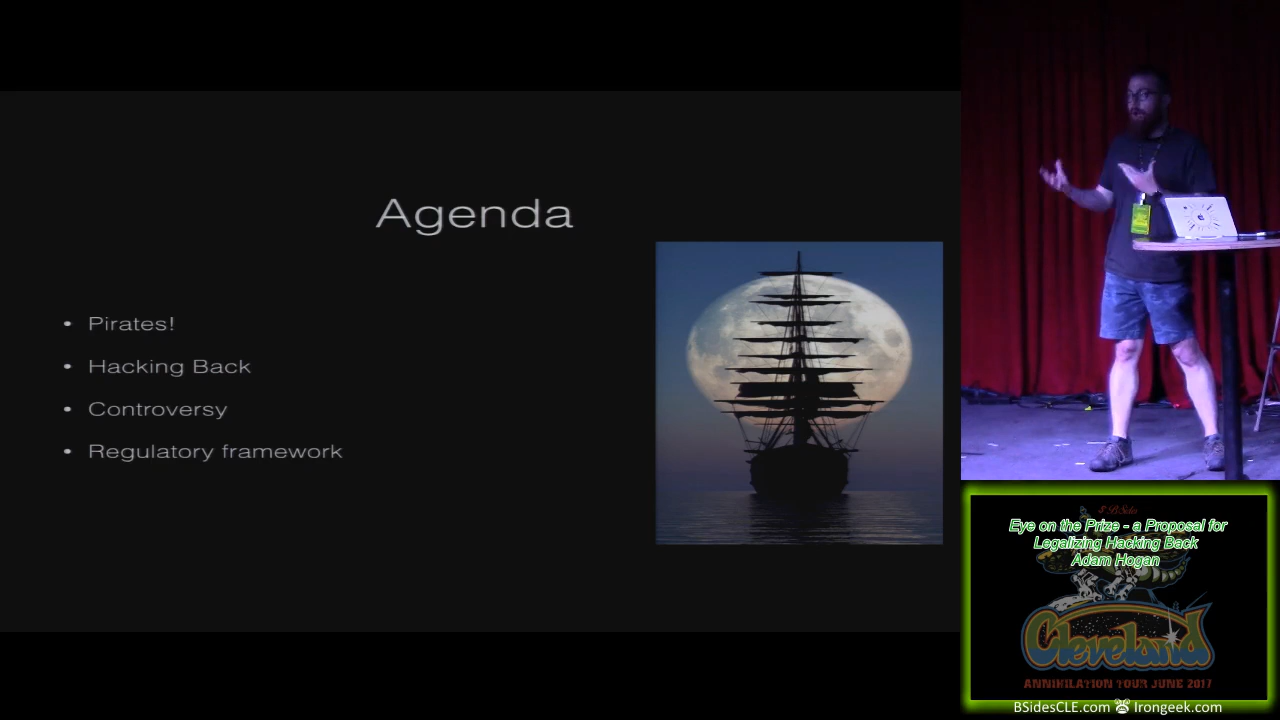 Agenda
• Pirates!
• Hacking Back
• Controversy
• Regulatory framework
BSides
Eye on the Prize - a Proposal for
Legalizing Hacking Back
Adam Hogan
Cleveland
ANNIHILATION TOUR JUNE 2017
BSidesCLE.com Irongeek.com